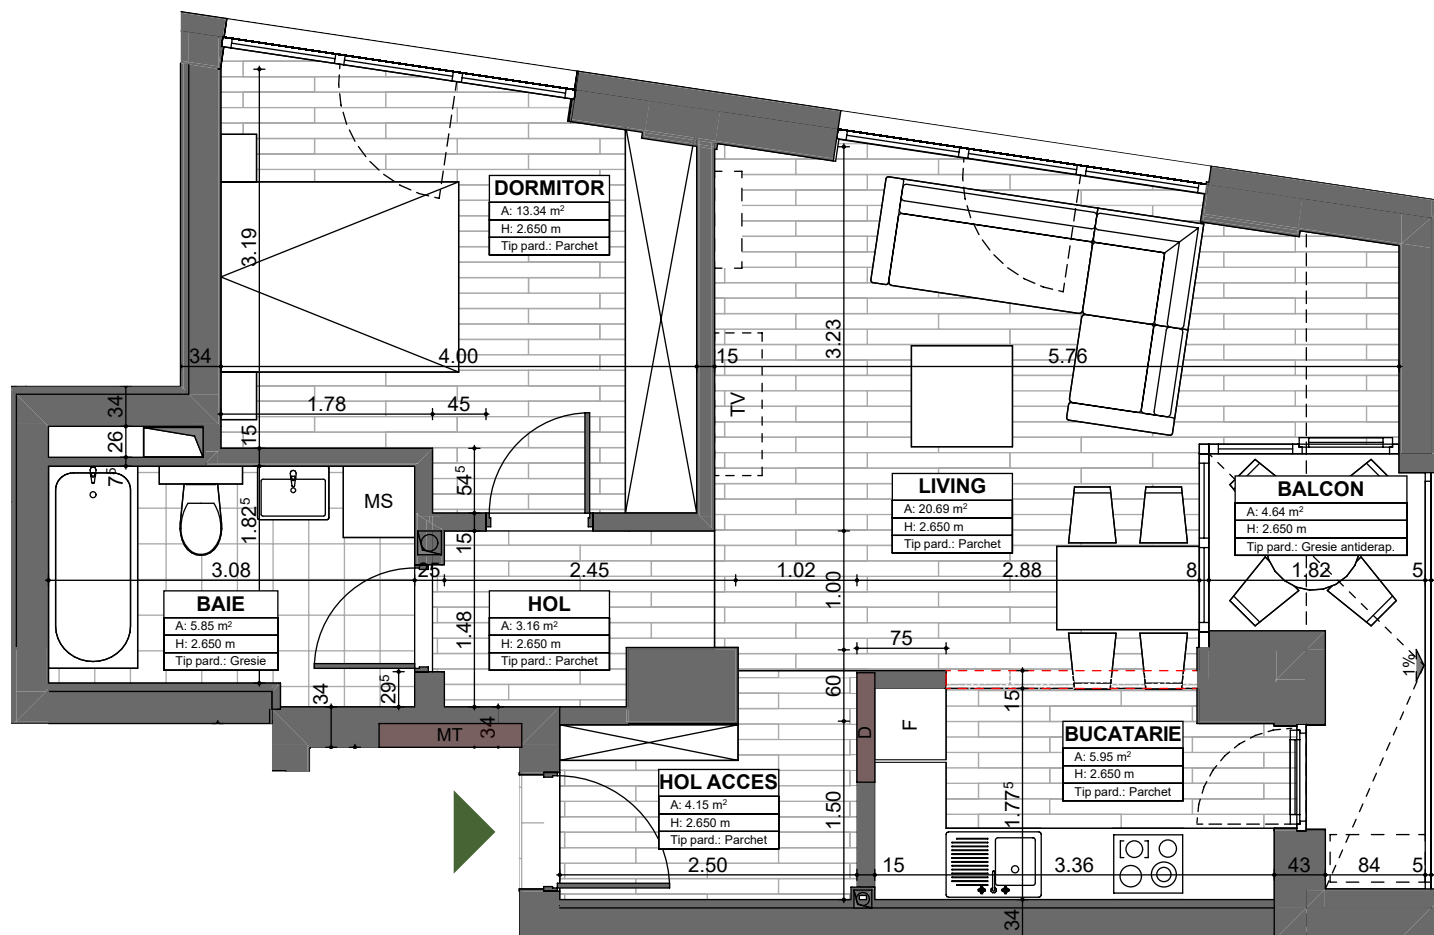 DORMITOR
A: 13.34 m²
H: 2.650 m
Tip pard.: Parchet
3.19
3.23
34
4.00
15
5.76
TV
34
1.78
45
15
26
7⁵
54⁵
MS
1.82⁵
LIVING
A: 20.69 m²
H: 2.650 m
Tip pard.: Parchet
BALCON
A: 4.64 m²
H: 2.650 m
Tip pard.: Gresie antiderap.
15
3.08
25
2.45
1.02
2.88
8
1.82
5
1.00
BAIE
A: 5.85 m²
H: 2.650 m
Tip pard.: Gresie
HOL
A: 3.16 m²
H: 2.650 m
Tip pard.: Parchet
1.48
75
1%
29⁵
34
60
15
34
MT
D
F
BUCATARIE
A: 5.95 m²
H: 2.650 m
Tip pard.: Parchet
HOL ACCES
A: 4.15 m²
H: 2.650 m
Tip pard.: Parchet
1.50
1.77⁵
2.50
15
3.36
43
84
5
34